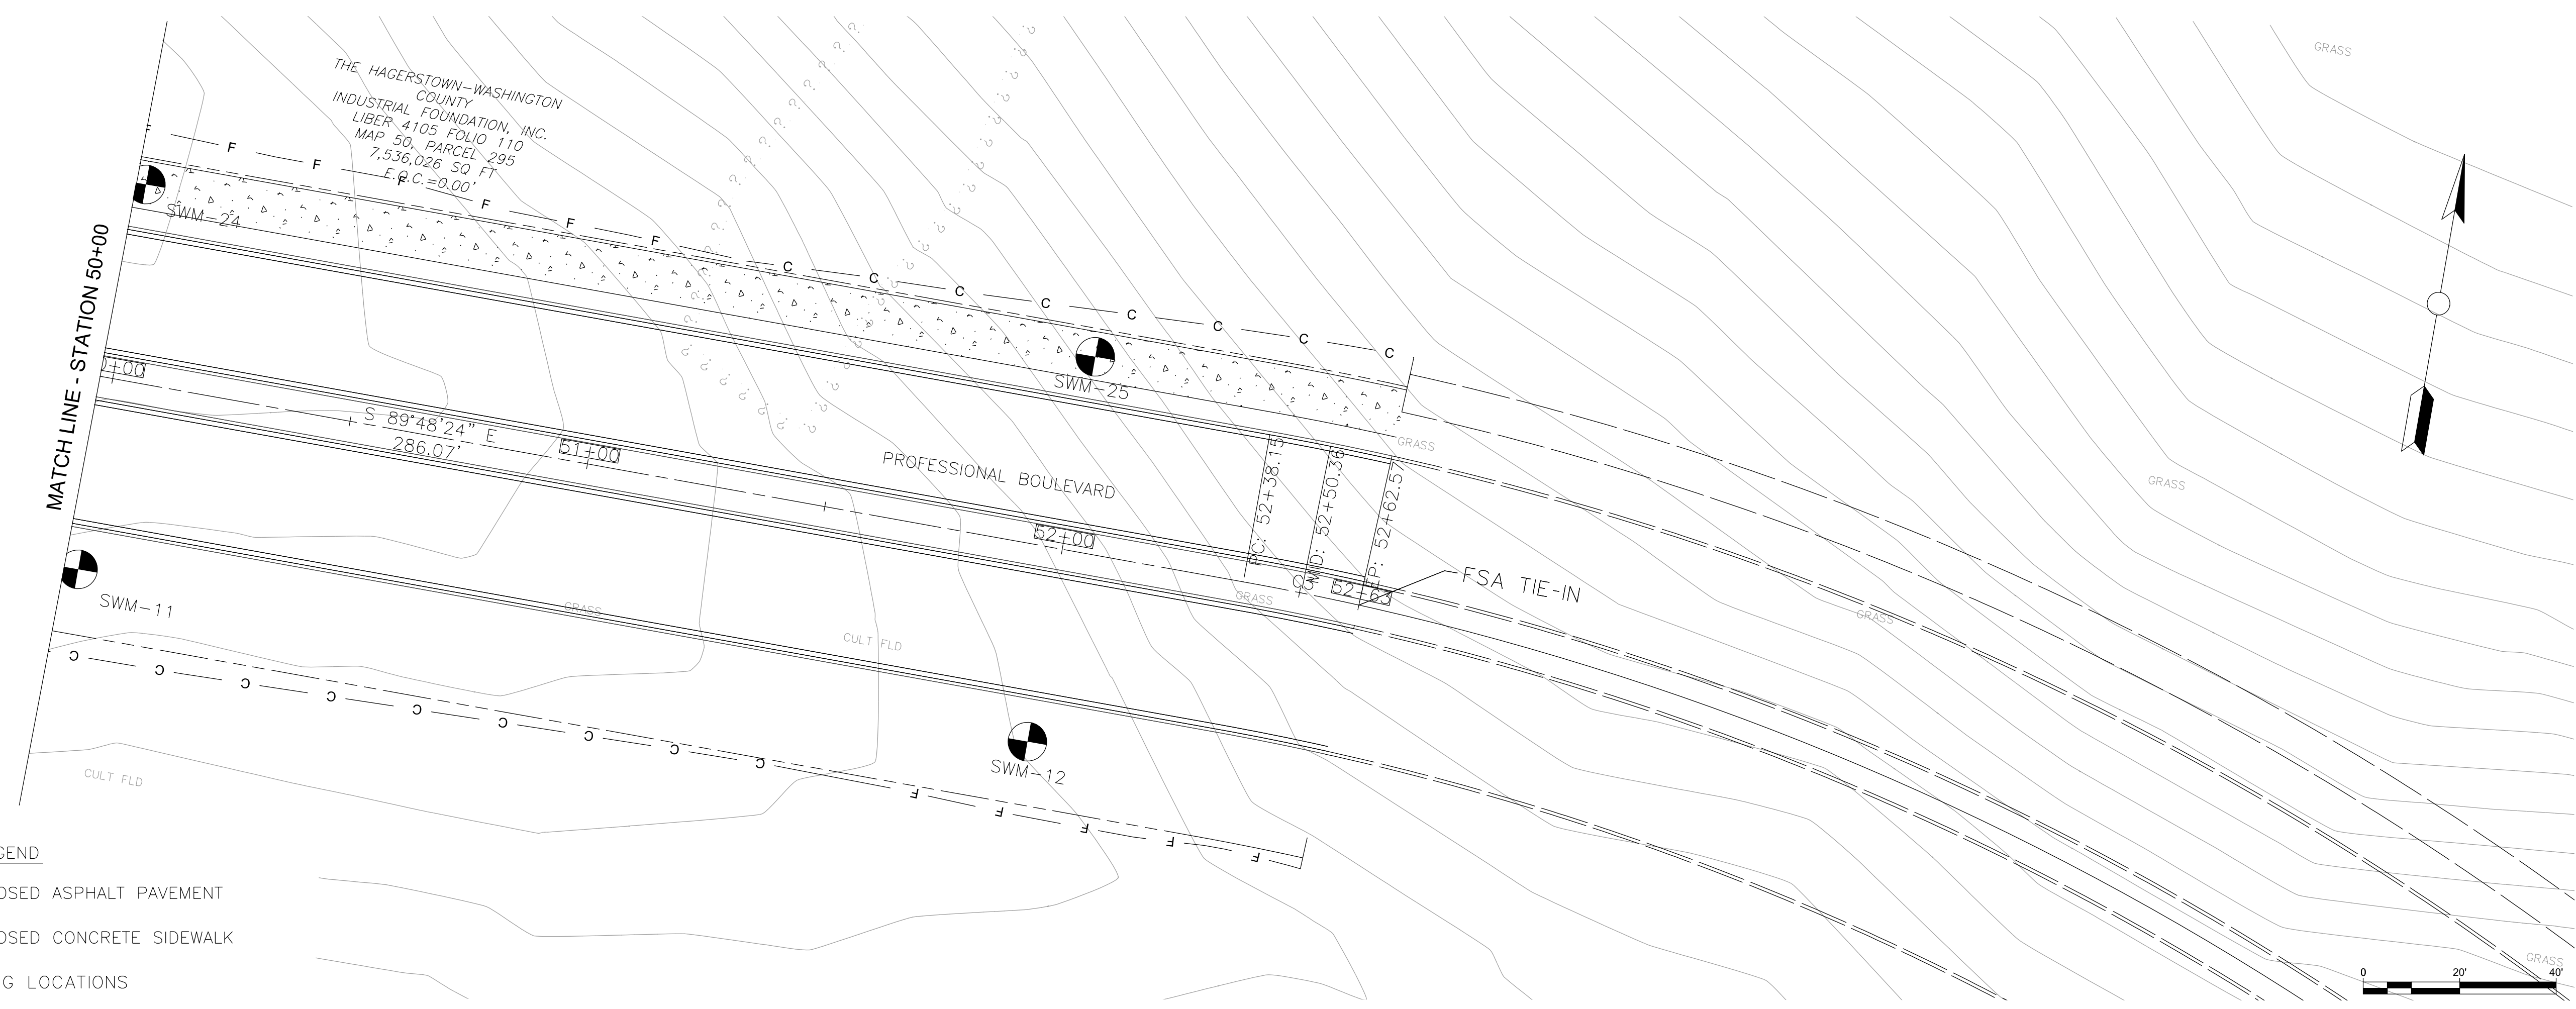 GRASS
THE HAGERSTOWN-WASHINGTON
COUNTY
INDUSTRIAL FOUNDATION, INC.
LIBER 4105 FOLIO 110
MAP 50, PARCEL 295
7,536,026 SQ FT
E.Q.C.=0.00'
F
F
F
F
F
F
F
C
C
C
C
C
C
C
C
SWM-24
MATCH LINE - STATION 50+00
SWM-25
0+00
S 89°48'24" E
286.07'
51+00
PROFESSIONAL BOULEVARD
52+00
PC: 52+38.15
MID: 52+50.36
EP: 52+62.57
GRASS
GRASS
52+63
FSA TIE-IN
SWM-11
GRASS
GRASS
GRASS
CULT FLD
C
C
C
C
C
C
C
C
C
SWM-12
CULT FLD
F
F
F
F
F
GEND
OSED ASPHALT PAVEMENT
OSED CONCRETE SIDEWALK
G LOCATIONS
GRASS
0 20' 40'